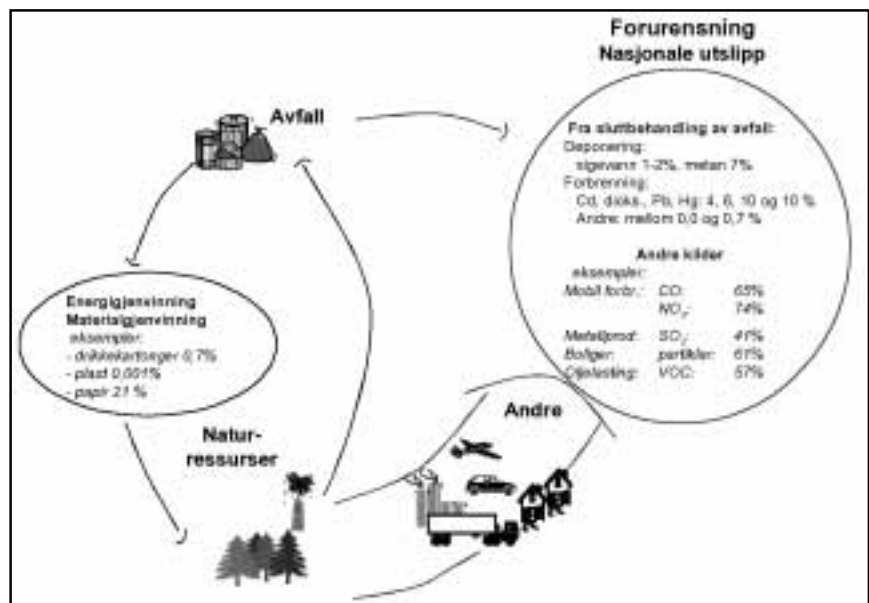 Forurensning
Nasjonale utslipp
Avfall
Fra sluttbehandling av avfall:
Deponering:
sigevann 1-2%, metan 7%
Forbrenning:
Cd, dioks., Pb, Hg: 4, 6, 10 og 10 %
Andre: mellom 0,0 og 0,7 %
Andre kilder
eksempler:
Mobil forbr.: CO: 65%
NOx: 74%
Metallprod: SO2: 41%
Boliger: partikler: 61%
Oljelasting: VOC: 57%
Energigjenvinning
Materialgjenvinning
eksempler:
- drikkekartonger 0,7%
- plast 0,001%
- papir 21 %
Andre
Natur-
ressurser